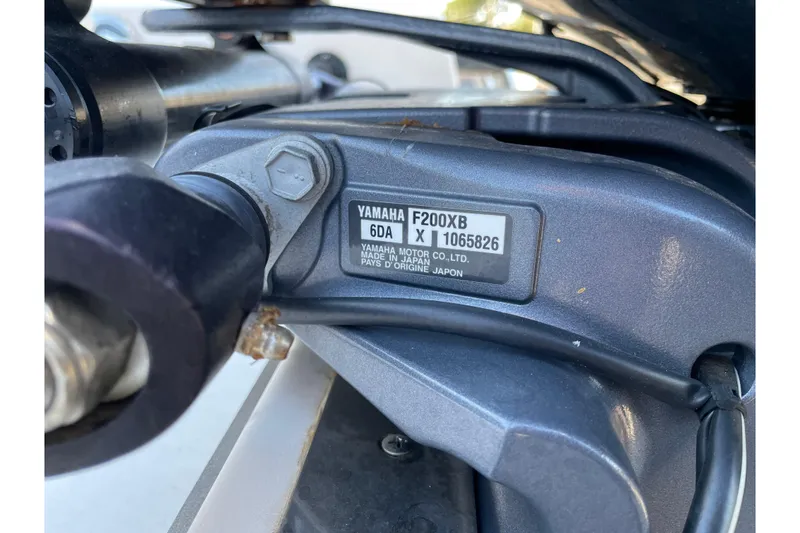 YAMAHA F200XB
6DA X 1065826
YAMAHA MOTOR CO.,LTD.
MADE IN JAPAN
PAYS D'ORIGINE JAPON